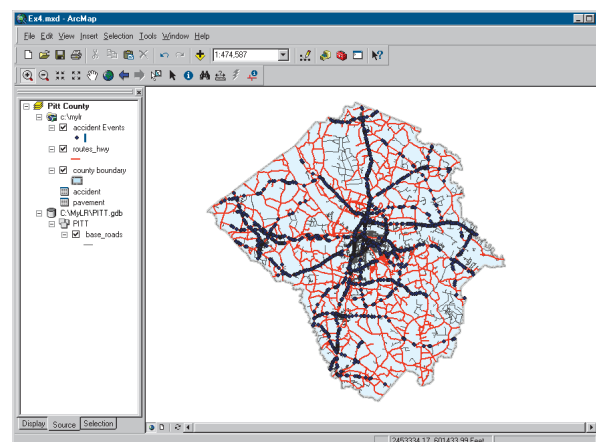 Ex4.mxd - ArcMap
File Edit View Insert Selection Tools Window Help
1:474,587
Pitt County
c:\mylr
accident Events
routes_hwy
county boundary
accident
pavement
C:\MyLR\PITT.gdb
PITT
base_roads
Display Source Selection
2453334.17 601433.99 Feet